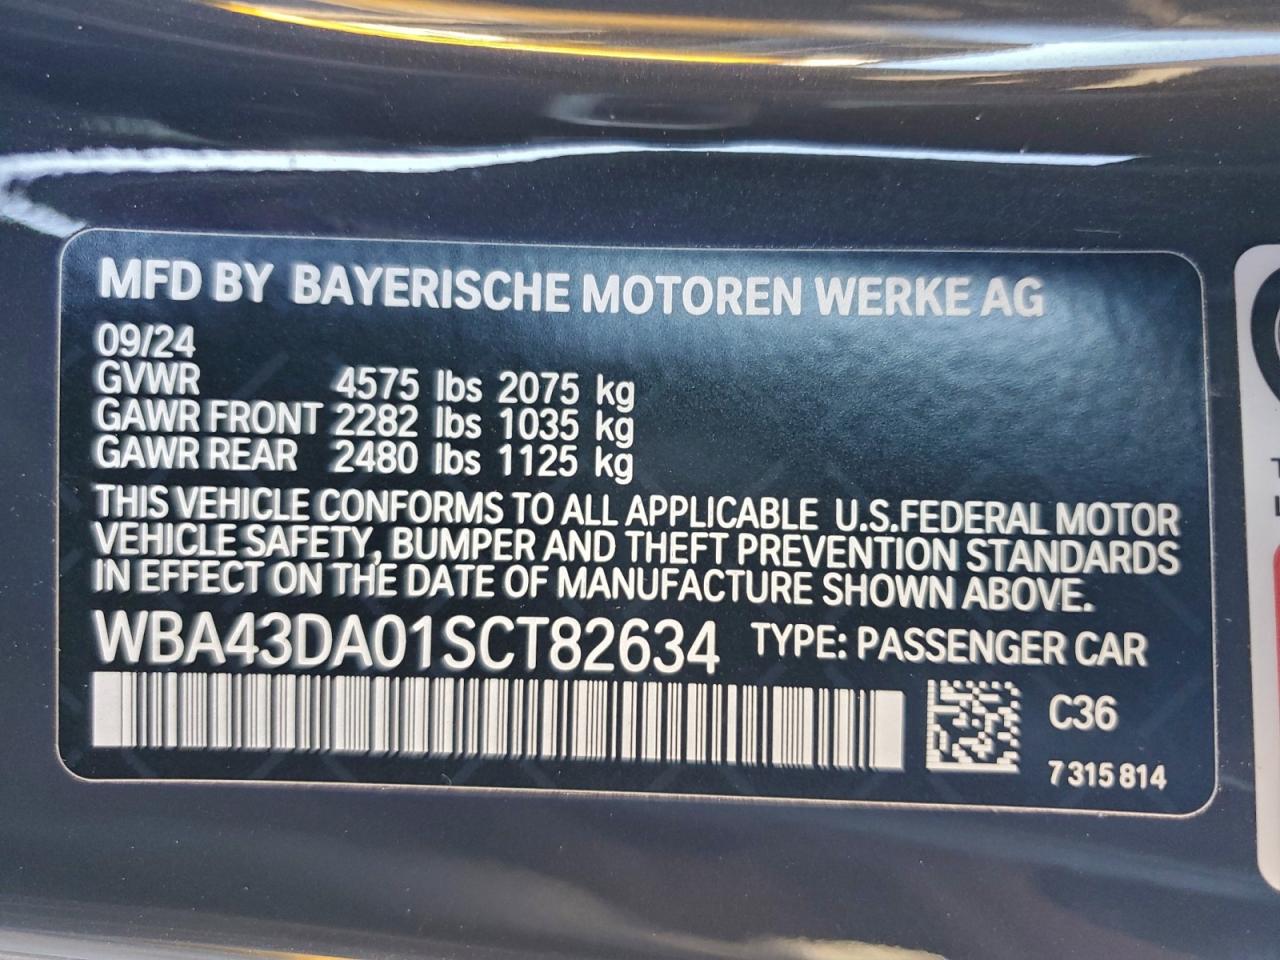 MFD BY BAYERISCHE MOTOREN WERKE AG
09/24
GVWR 4575 lbs 2075 kg
GAWR FRONT 2282 lbs 1035 kg
GAWR REAR 2480 lbs 1125 kg
THIS VEHICLE CONFORMS TO ALL APPLICABLE U.S.FEDERAL MOTOR
VEHICLE SAFETY, BUMPER AND THEFT PREVENTION STANDARDS
IN EFFECT ON THE DATE OF MANUFACTURE SHOWN ABOVE.
WBA43DA01SCT82634 TYPE: PASSENGER CAR
C36
7 315 814